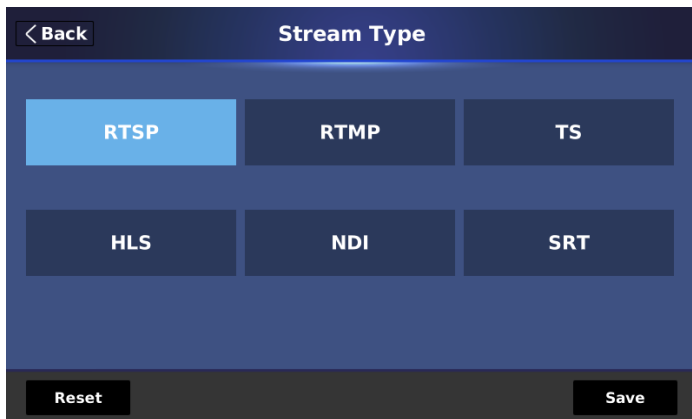 Back
Stream Type
RTSP
RTMP
TS
HLS
NDI
SRT
Reset
Save